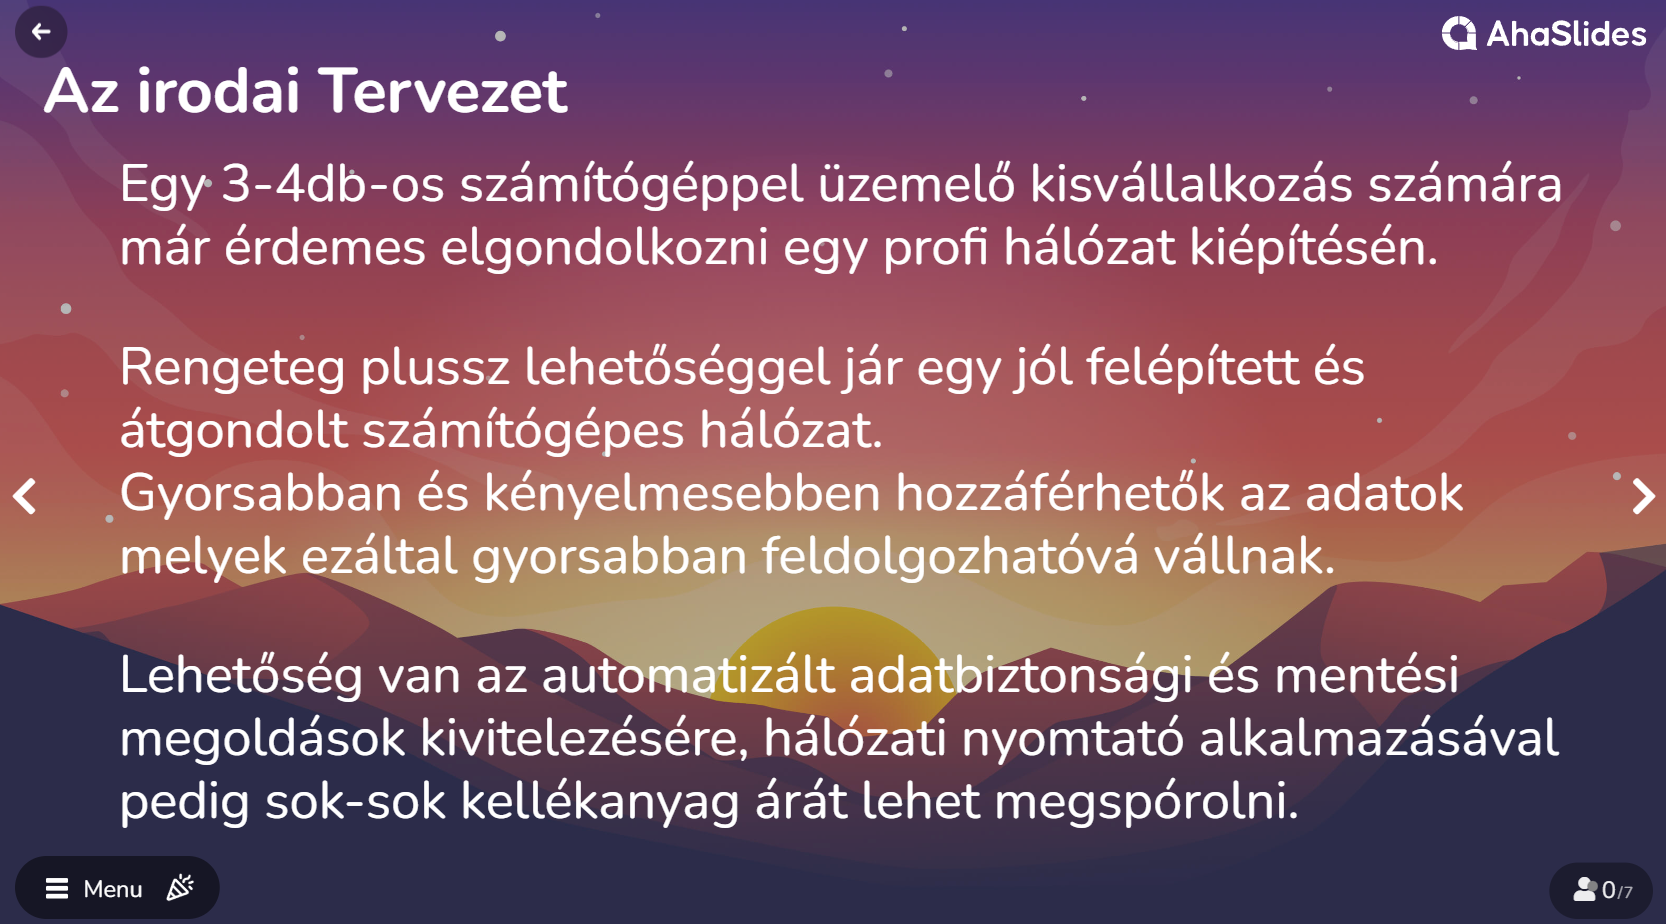 AhaSlides
Az irodai Tervezet
Egy 3-4db-os számítógéppel üzemelő kisvállalkozás számára
már érdemes elgondolkozni egy profi hálózat kiépítésén.
Rengeteg plussz lehetőséggel jár egy jól felépített és
átgondolt számítógépes hálózat.
Gyorsabban és kényelmesebben hozzáférhetők az adatok
melyek ezáltal gyorsabban feldolgozhatóvá vállnak.
Lehetőség van az automatizált adatbiztonsági és mentési
megoldások kivitelezésére, hálózati nyomtató alkalmazásával
pedig sok-sok kellékanyag árát lehet megspórolni.
Menu
0/7